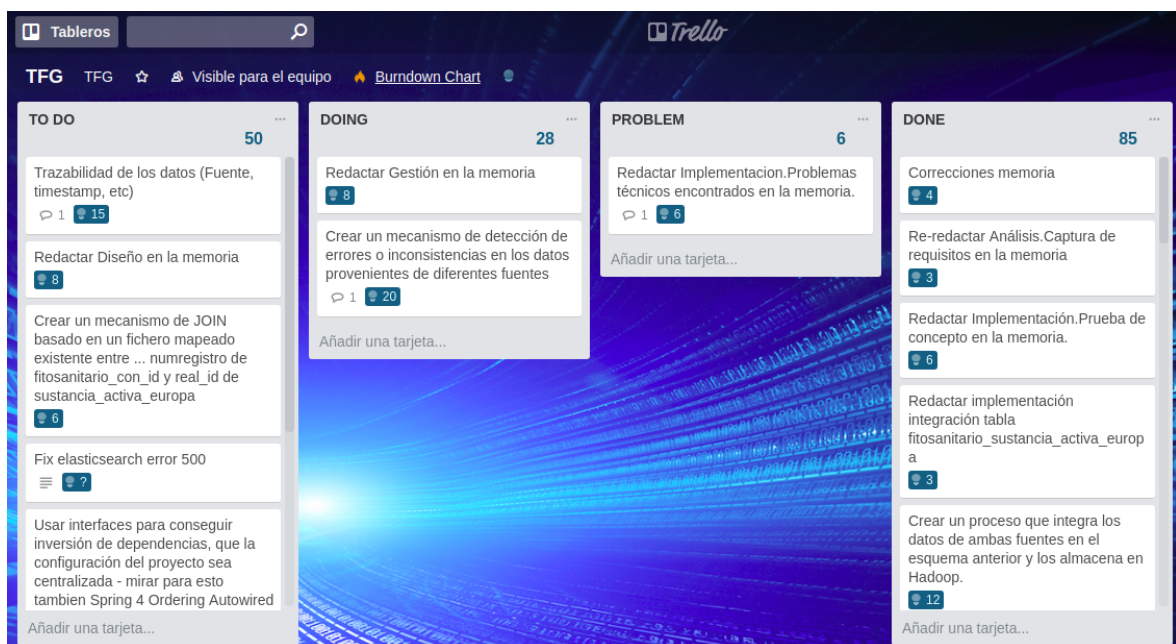 Tableros
Trello
TFG TFG Visible para el equipo Burndown Chart
TO DO
50
Trazabilidad de los datos (Fuente,
timestamp, etc)
1 15
Redactar Diseño en la memoria
8
Crear un mecanismo de JOIN
basado en un fichero mapeado
existente entre ... numregistro de
fitosanitario_con_id y real_id de
sustancia_activa_europa
6
Fix elasticsearch error 500
?
Usar interfaces para conseguir
inversión de dependencias, que la
configuración del proyecto sea
centralizada - mirar para esto
tambien Spring 4 Ordering Autowired
Añadir una tarjeta...
DOING
28
Redactar Gestión en la memoria
8
Crear un mecanismo de detección de
errores o inconsistencias en los datos
provenientes de diferentes fuentes
1 20
Añadir una tarjeta...
PROBLEM
6
Redactar Implementacion.Problemas
técnicos encontrados en la memoria.
1 6
Añadir una tarjeta...
DONE
85
Correcciones memoria
4
Re-redactar Análisis.Captura de
requisitos en la memoria
3
Redactar Implementación.Prueba de
concepto en la memoria.
6
Redactar implementación
integración tabla
fitosanitario_sustancia_activa_europ
a
3
Crear un proceso que integra los
datos de ambas fuentes en el
esquema anterior y los almacena en
Hadoop.
12
Añadir una tarjeta...